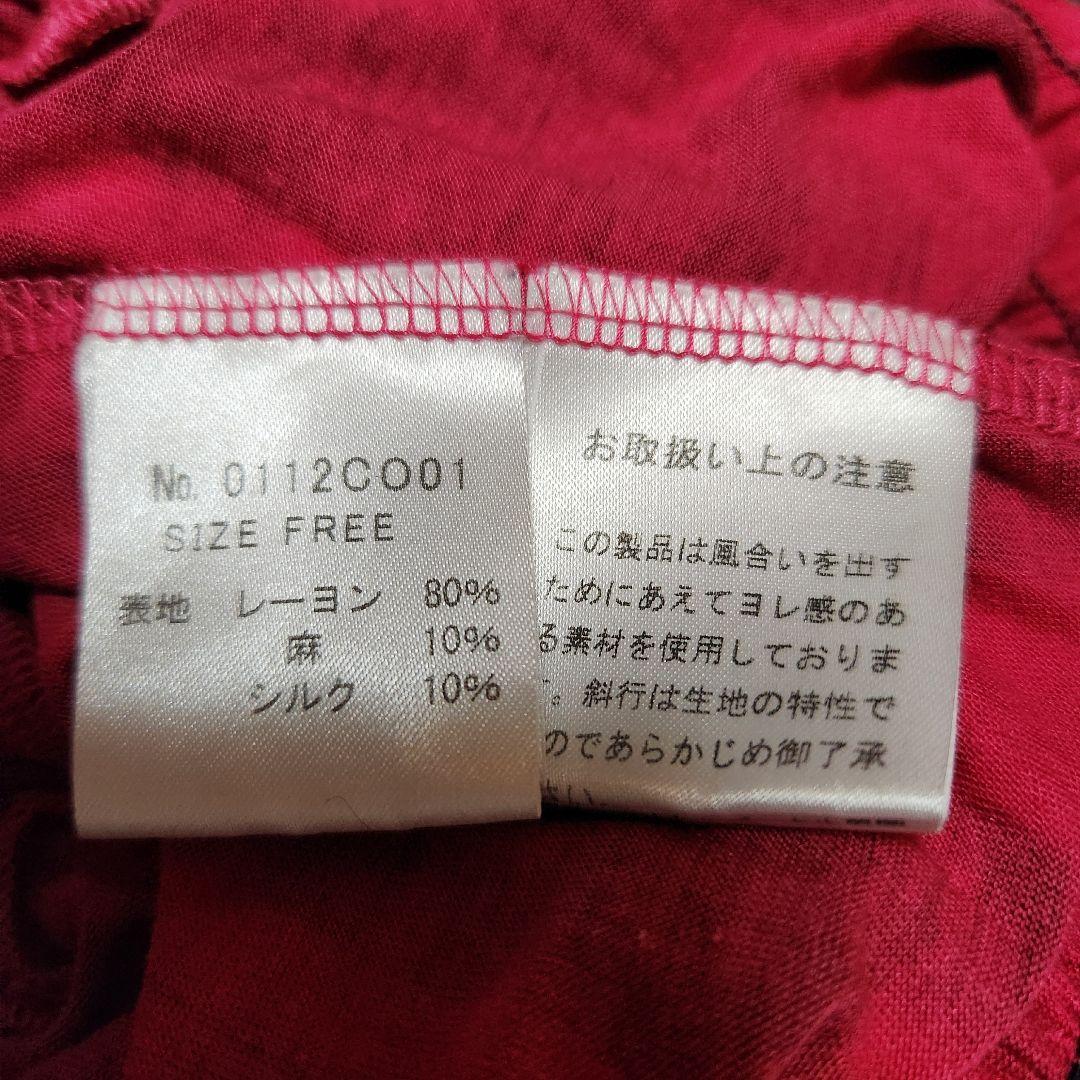 No. 0112CO01
SIZE FREE
表地 レーヨン 80%
麻 10%
シルク 10%
お取扱い上の注意
この製品は風合いを出す
ためにあえてヨレ感のあ
る素材を使用しておりま
す。斜行は生地の特性で
のであらかじめ御了承
さい。